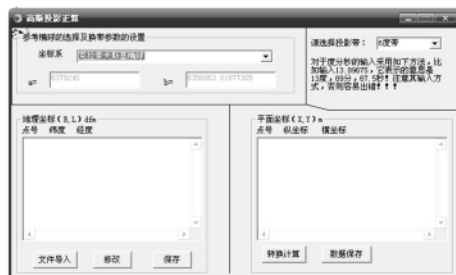 高斯投影正算
参考椭球的选择及换带参数的设置
坐标系
a= 6378245
b= 6356863.01877305
请选择投影带: 6度带
对于度分秒的输入采用如下方法,比
如输入13.89675,它表示的意思是
13度,89分,67.5秒!注意其输入方
式,否则容易出错!!!
地理坐标(B,L)dfm
点号 纬度 经度
文件导入 修改 保存
平面坐标(X,Y)m
点号 纵坐标 横坐标
转换计算 数据保存